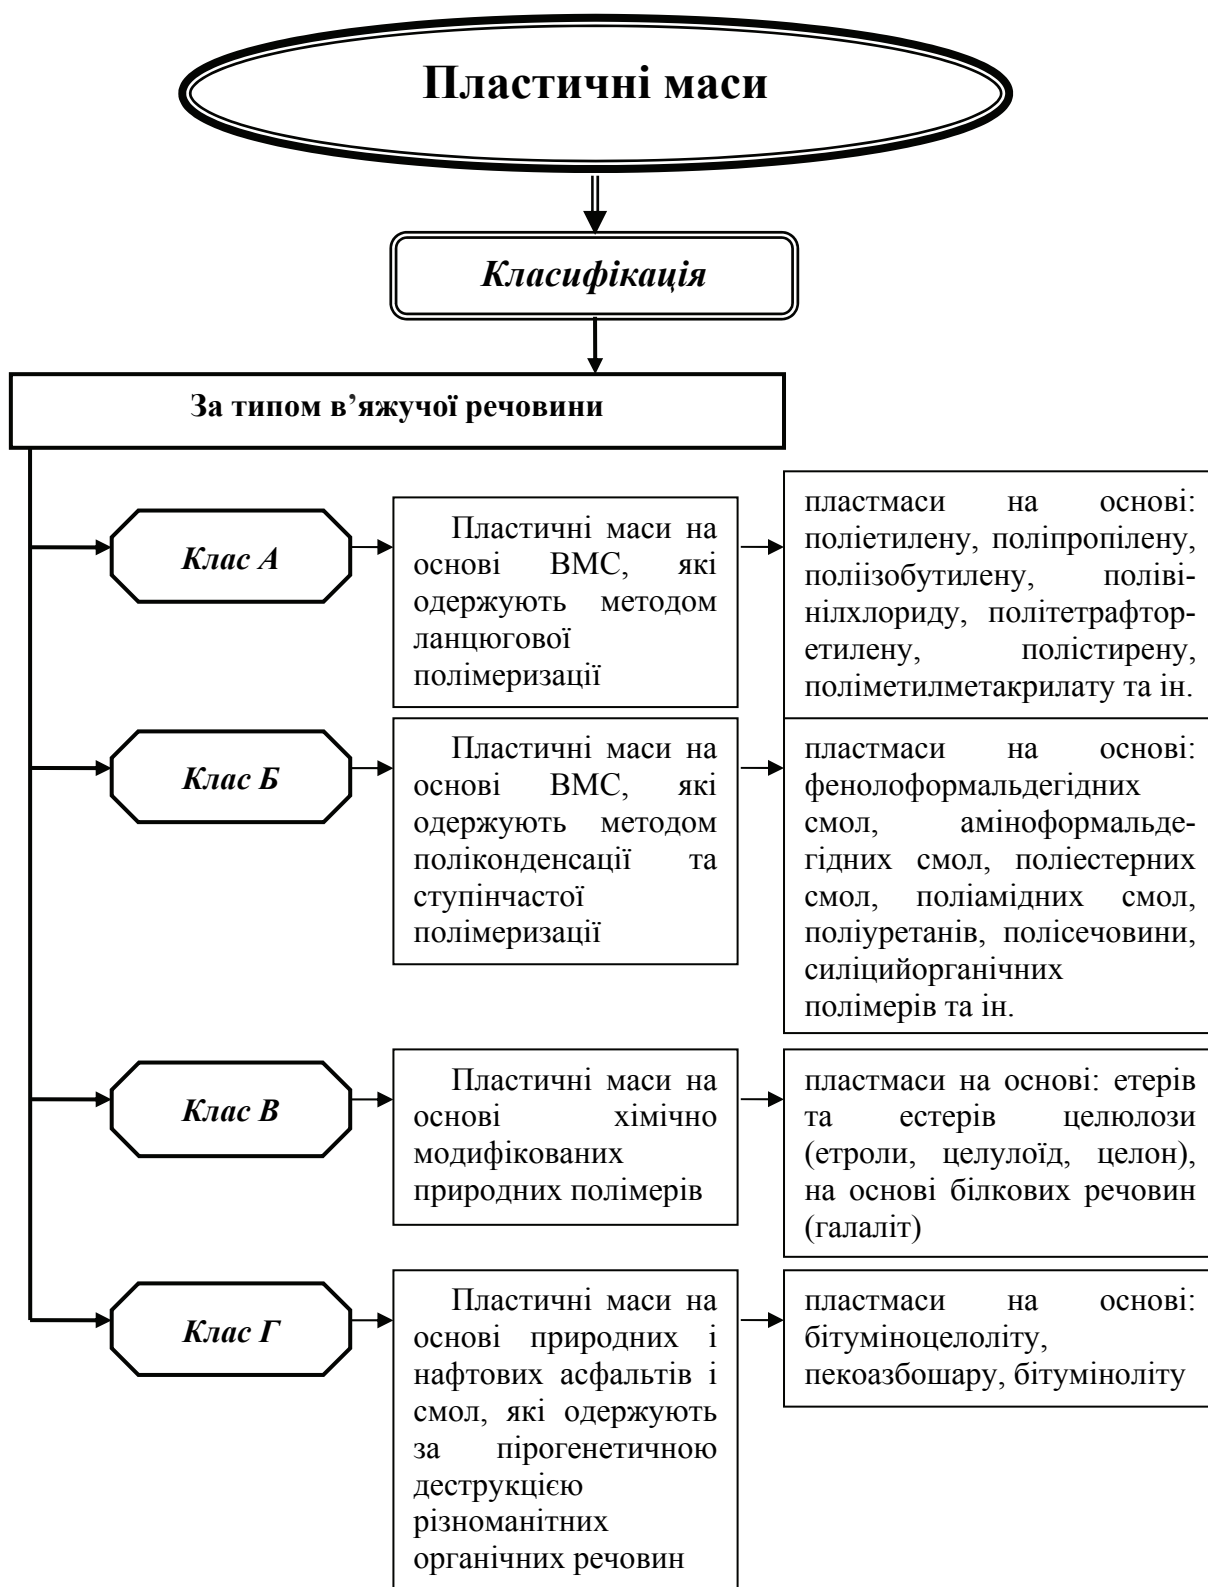 Пластичні маси
Класифікація
За типом в’яжучої речовини
Клас А
Пластичні маси на
основі ВМС, які
одержують методом
ланцюгової
полімеризації
пластмаси на основі:
поліетилену, поліпропілену,
поліізобутилену, полівi-
нілхлориду, політетрафтор-
етилену, полістирену,
поліметилметакрилату та ін.
Клас Б
Пластичні маси на
основі ВМС, які
одержують методом
поліконденсації та
ступінчастої
полімеризації
пластмаси на основі:
фенолоформальдегідних
смол, аміноформальде-
гідних смол, поліестерних
смол, поліамідних смол,
поліуретанів, полісечовини,
силіційорганічних
полімерів та ін.
Клас В
Пластичні маси на
основі хімічно
модифікованих
природних полімерів
пластмаси на основі: етерів
та естерів целюлози
(етроли, целулоїд, целон),
на основі білкових речовин
(галаліт)
Клас Г
Пластичні маси на
основі природних і
нафтових асфальтів і
смол, які одержують
за пірогенетичною
деструкцією
різноманітних
органічних речовин
пластмаси на основі:
бітуміноцелоліту,
пекоазбошару, бітуміноліту